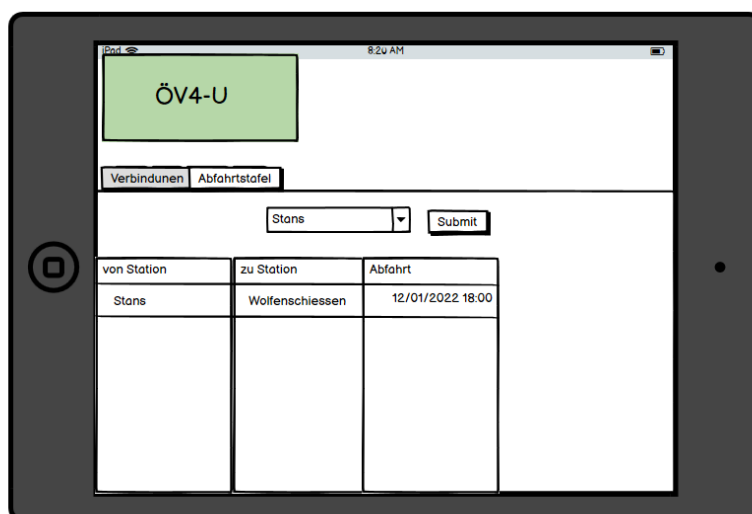 iPad 8:20 AM
ÖV4-U
Verbindunen Abfahrtstafel
Stans Submit
von Station zu Station Abfahrt
Stans Wolfenschiessen 12/01/2022 18:00